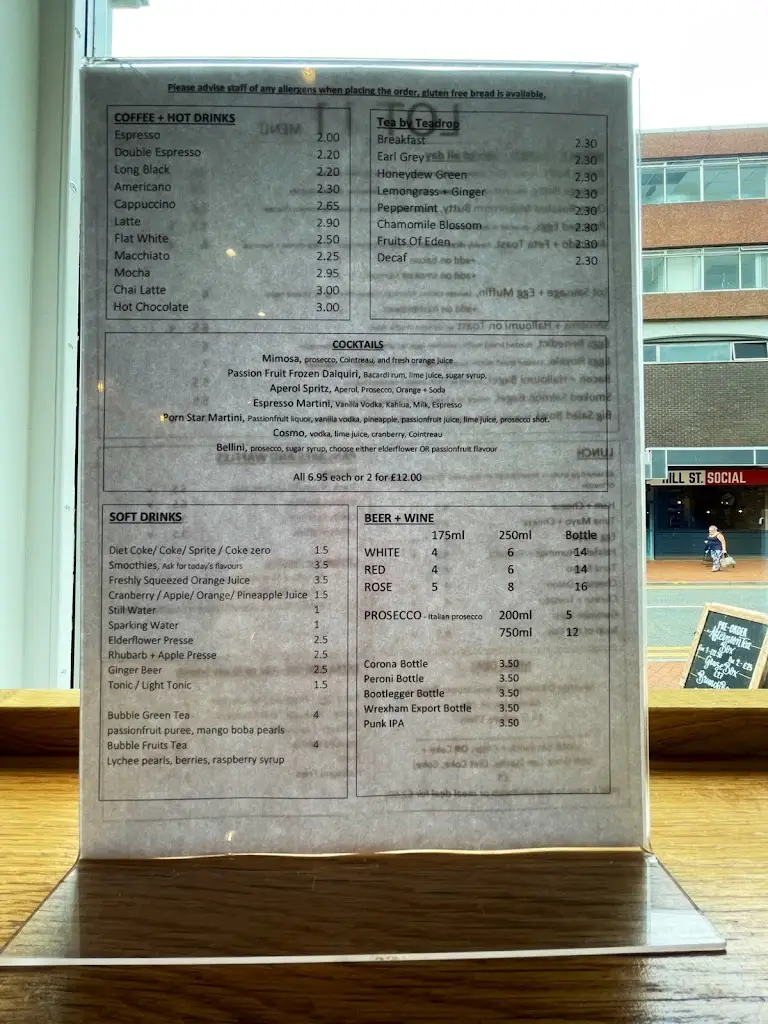 Please advise staff of any allergens when placing the order, gluten free bread is available.
COFFEE + HOT DRINKS
Espresso 2.00
Double Espresso 2.20
Long Black 2.20
Americano 2.30
Cappuccino 2.65
Latte 2.90
Flat White 2.50
Macchiato 2.25
Mocha 2.95
Chai Latte 3.00
Hot Chocolate 3.00
Tea by Teadrop
Breakfast 2.30
Earl Grey 2.30
Honeydew Green 2.30
Lemongrass + Ginger 2.30
Peppermint 2.30
Chamomile Blossom 2.30
Fruits Of Eden 2.30
Decaf 2.30
COCKTAILS
Mimosa, prosecco, Cointreau, and fresh orange juice
Passion Fruit Frozen Daiquiri, Bacardi rum, lime juice, sugar syrup.
Aperol Spritz, Aperol, Prosecco, Orange + Soda
Espresso Martini, Vanilla Vodka, Kahlua, Milk, Espresso
Porn Star Martini, Passionfruit liquor, vanilla vodka, pineapple, passionfruit juice, lime juice, prosecco shot.
Cosmo, vodka, lime juice, cranberry, Cointreau
Bellini, prosecco, sugar syrup, choose either elderflower OR passionfruit flavour
All 6.95 each or 2 for £12.00
SOFT DRINKS
Diet Coke/ Coke/ Sprite / Coke zero 1.5
Smoothies, Ask for today's flavours 3.5
Freshly Squeezed Orange Juice 3.5
Cranberry / Apple/ Orange/ Pineapple Juice 1.5
Still Water 1
Sparking Water 1
Elderflower Presse 2.5
Rhubarb + Apple Presse 2.5
Ginger Beer 2.5
Tonic / Light Tonic 1.5
Bubble Green Tea 4
passionfruit puree, mango boba pearls
Bubble Fruits Tea 4
Lychee pearls, berries, raspberry syrup
BEER + WINE
175ml 250ml Bottle
WHITE 4 6 14
RED 4 6 14
ROSE 5 8 16
PROSECCO - Italian prosecco 200ml 5
750ml 12
Corona Bottle 3.50
Peroni Bottle 3.50
Bootlegger Bottle 3.50
Wrexham Export Bottle 3.50
Punk IPA 3.50
HILL ST. SOCIAL
PRE-ORDER
Afternoon Tea
Box